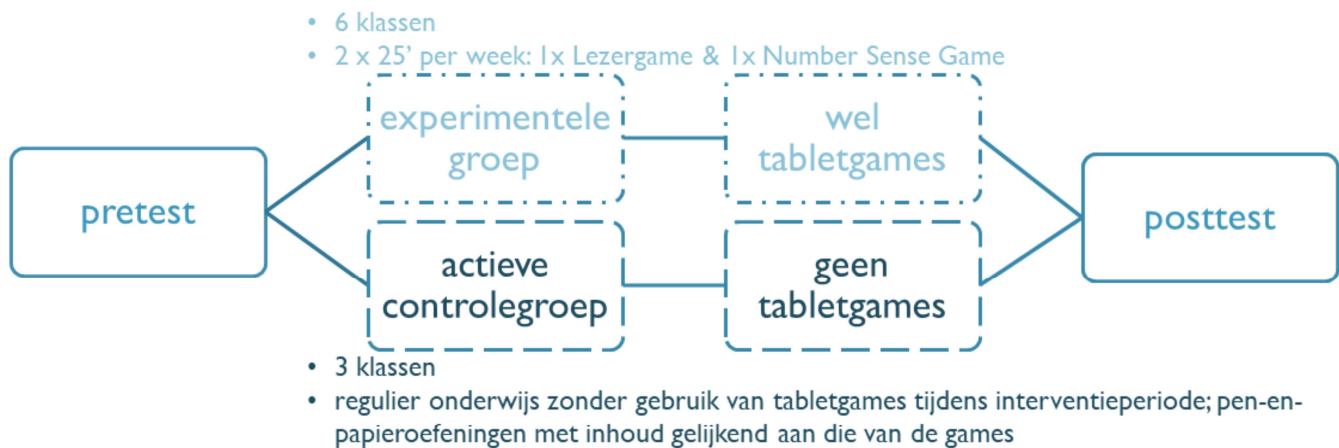 • 6 klassen
• 2 x 25' per week: 1x Lezergame & 1x Number Sense Game
pretest
experimentele
groep
wel
tabletgames
actieve
controlegroep
geen
tabletgames
posttest
• 3 klassen
• regulier onderwijs zonder gebruik van tabletgames tijdens interventieperiode; pen-en-
papieroefeningen met inhoud gelijkend aan die van de games